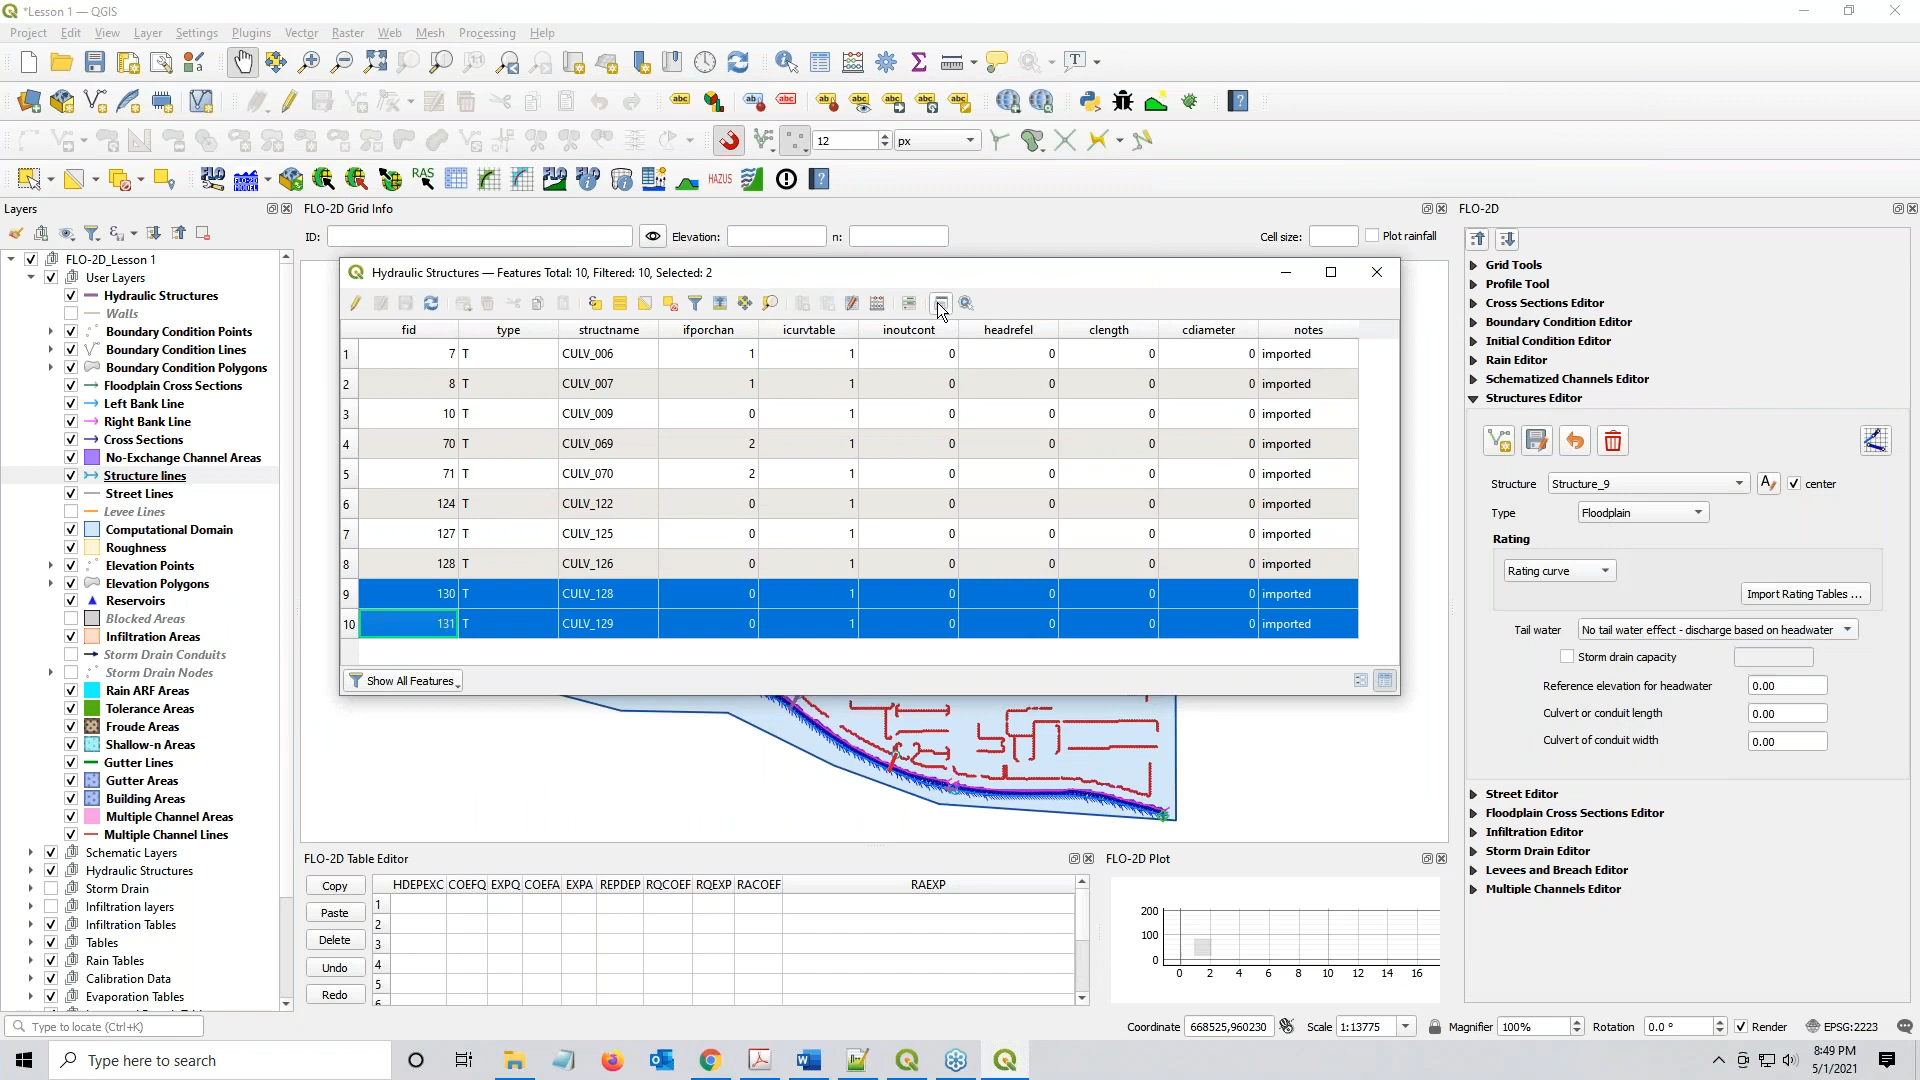 *Lesson 1 — QGIS
Project Edit View Layer Settings Plugins Vector Raster Web Mesh Processing Help
12 px
RAS HAZUS
Layers
FLO-2D Grid Info
FLO-2D
ID: Elevation: n: Cell size: Plot rainfall
FLO-2D_Lesson 1
User Layers
Hydraulic Structures
Walls
Boundary Condition Points
Boundary Condition Lines
Boundary Condition Polygons
Floodplain Cross Sections
Left Bank Line
Right Bank Line
Cross Sections
No-Exchange Channel Areas
Structure lines
Street Lines
Levee Lines
Computational Domain
Roughness
Elevation Points
Elevation Polygons
Reservoirs
Blocked Areas
Infiltration Areas
Storm Drain Conduits
Storm Drain Nodes
Rain ARF Areas
Tolerance Areas
Froude Areas
Shallow-n Areas
Gutter Lines
Gutter Areas
Building Areas
Multiple Channel Areas
Multiple Channel Lines
Schematic Layers
Hydraulic Structures
Storm Drain
Infiltration layers
Infiltration Tables
Tables
Rain Tables
Calibration Data
Evaporation Tables
Hydraulic Structures — Features Total: 10, Filtered: 10, Selected: 2
fid type structname ifporchan icurvtable inoutcont headrefel clength cdiameter notes
1 7 T CULV_006 1 1 0 0 0 0 imported
2 8 T CULV_007 1 1 0 0 0 0 imported
3 10 T CULV_009 0 1 0 0 0 0 imported
4 70 T CULV_069 2 1 0 0 0 0 imported
5 71 T CULV_070 2 1 0 0 0 0 imported
6 124 T CULV_122 0 1 0 0 0 0 imported
7 127 T CULV_125 0 1 0 0 0 0 imported
8 128 T CULV_126 0 1 0 0 0 0 imported
9 130 T CULV_128 0 1 0 0 0 0 imported
10 131 T CULV_129 0 1 0 0 0 0 imported
Show All Features
Grid Tools
Profile Tool
Cross Sections Editor
Boundary Condition Editor
Initial Condition Editor
Rain Editor
Schematized Channels Editor
Structures Editor
Structure Structure_9 center
Type Floodplain
Rating
Rating curve
Import Rating Tables ...
Tail water No tail water effect - discharge based on headwater
Storm drain capacity
Reference elevation for headwater 0.00
Culvert or conduit length 0.00
Culvert of conduit width 0.00
Street Editor
Floodplain Cross Sections Editor
Infiltration Editor
Storm Drain Editor
Levees and Breach Editor
Multiple Channels Editor
FLO-2D Table Editor
Copy
Paste
Delete
Undo
Redo
HDEPEXC COEFQ EXPQ COEFA EXPA REPDEP RQCOEF RQEXP RACOEF RAEXP
1
2
3
4
5
FLO-2D Plot
200
100
0
0 2 4 6 8 10 12 14 16
Type to locate (Ctrl+K)
Coordinate 668525,960230 Scale 1:13775 Magnifier 100% Rotation 0.0 ° Render EPSG:2223
Type here to search
8:49 PM
5/1/2021